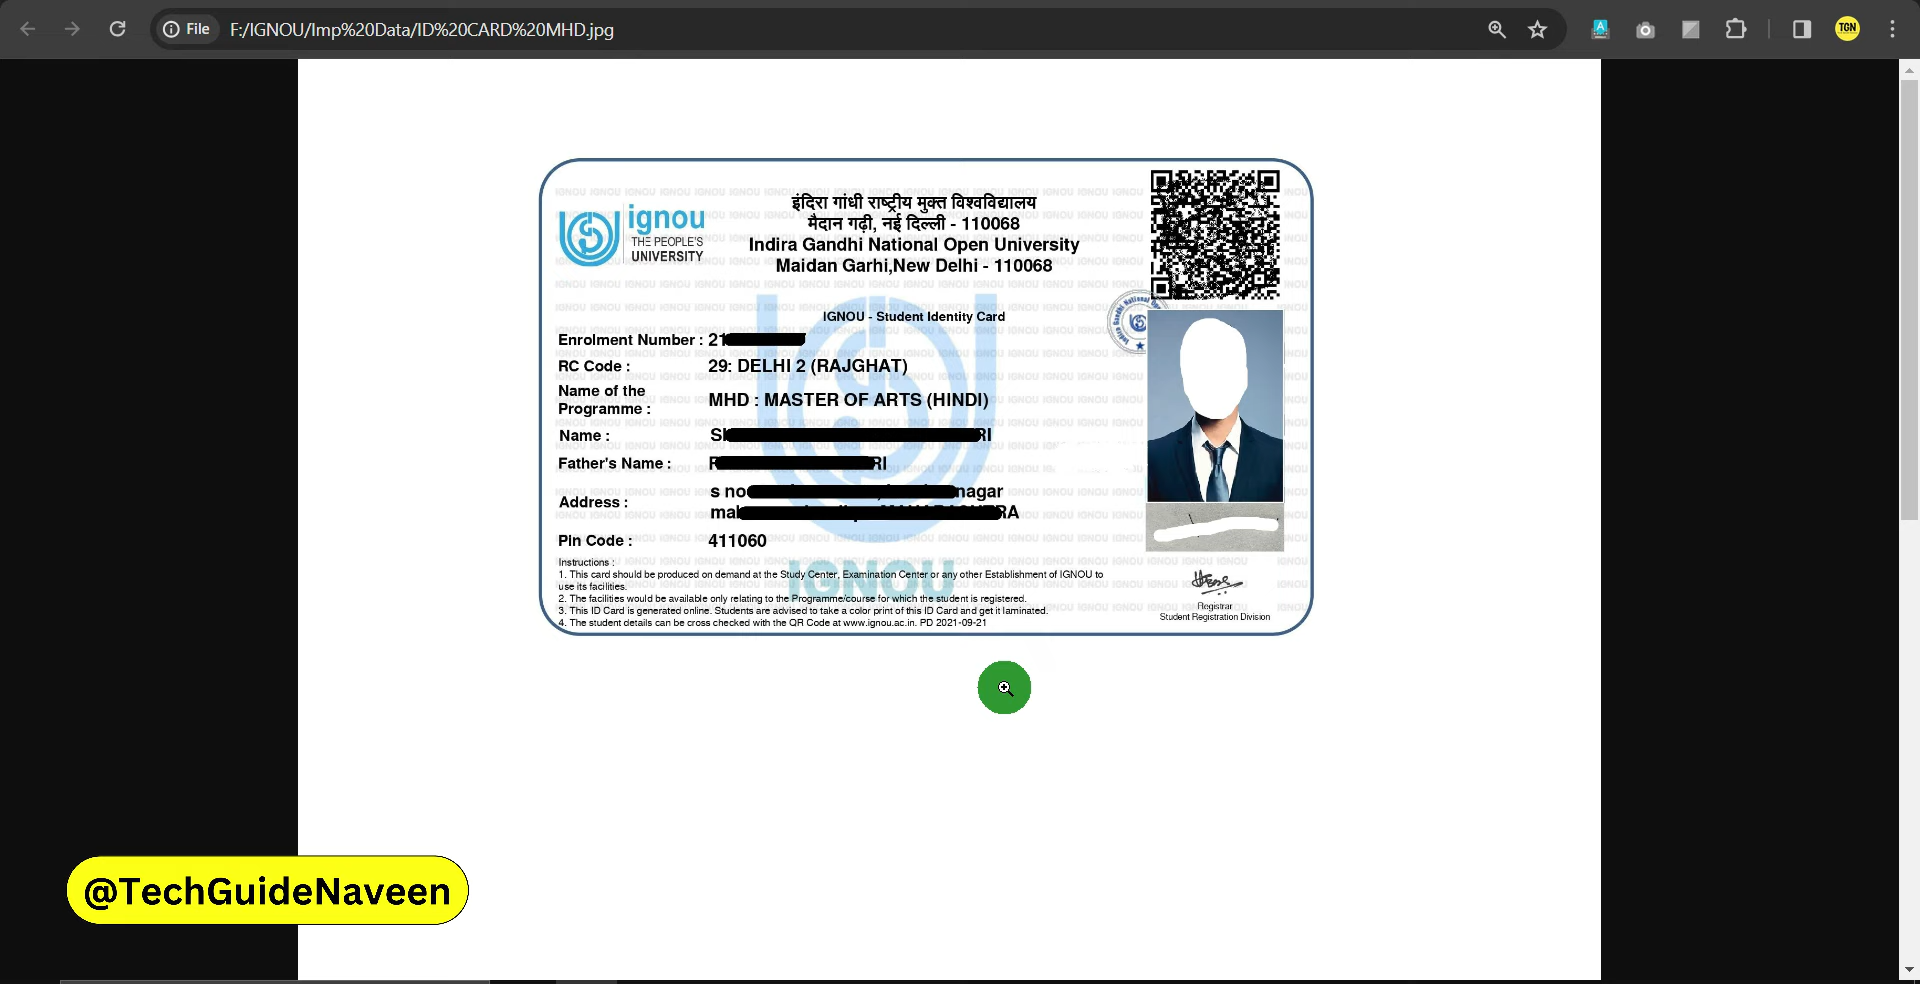 File F:/IGNOU/Imp%20Data/ID%20CARD%20MHD.jpg
TGN
ignou
THE PEOPLE'S
UNIVERSITY
इंदिरा गांधी राष्ट्रीय मुक्त विश्वविद्यालय
मैदान गढ़ी, नई दिल्ली - 110068
Indira Gandhi National Open University
Maidan Garhi,New Delhi - 110068
IGNOU - Student Identity Card
Enrolment Number : 21
RC Code : 29: DELHI 2 (RAJGHAT)
Name of the
Programme : MHD : MASTER OF ARTS (HINDI)
Name :
Father's Name :
Address : s no nagar
Pin Code : 411060
IGNOU
Instructions :
1. This card should be produced on demand at the Study Center, Examination Center or any other Establishment of IGNOU to
use its facilities.
2. The facilities would be available only relating to the Programme/course for which the student is registered.
3. This ID Card is generated online. Students are advised to take a color print of this ID Card and get it laminated.
4. The student details can be cross checked with the QR Code at www.ignou.ac.in. PD 2021-09-21
Registrar
Student Registration Division
@TechGuideNaveen